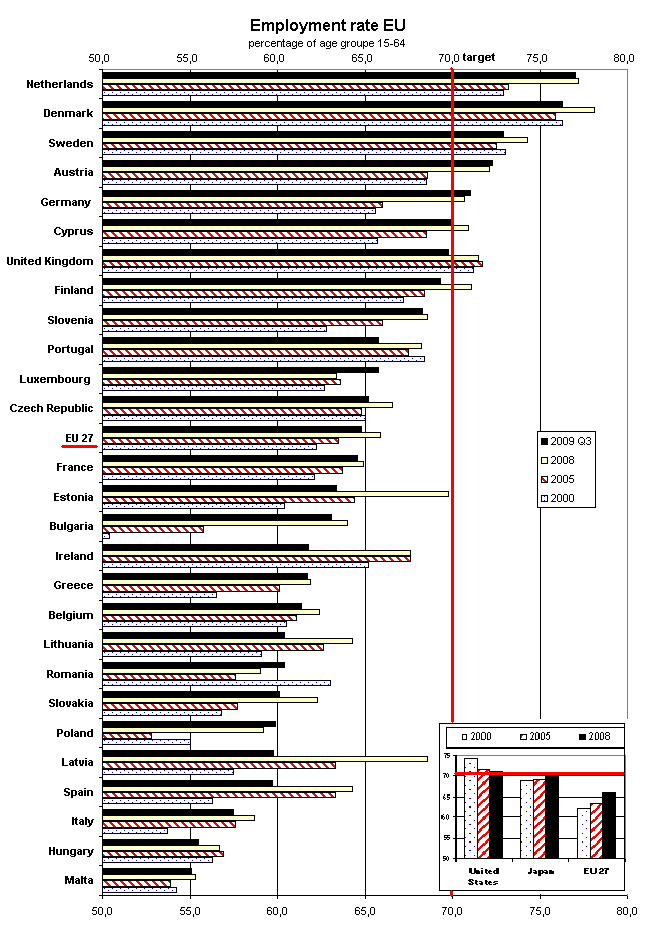 Employment rate EU
percentage of age groupe 15-64
50,0 55,0 60,0 65,0 70,0 target 75,0 80,0
Netherlands
Denmark
Sweden
Austria
Germany
Cyprus
United Kingdom
Finland
Slovenia
Portugal
Luxembourg
Czech Republic
EU 27
France
Estonia
Bulgaria
Ireland
Greece
Belgium
Lithuania
Romania
Slovakia
Poland
Latvia
Spain
Italy
Hungary
Malta
50,0 55,0 60,0 65,0 70,0 75,0 80,0
2009 Q3
2008
2005
2000
2000 2005 2008
75
70
65
60
55
50
United States Japan EU 27